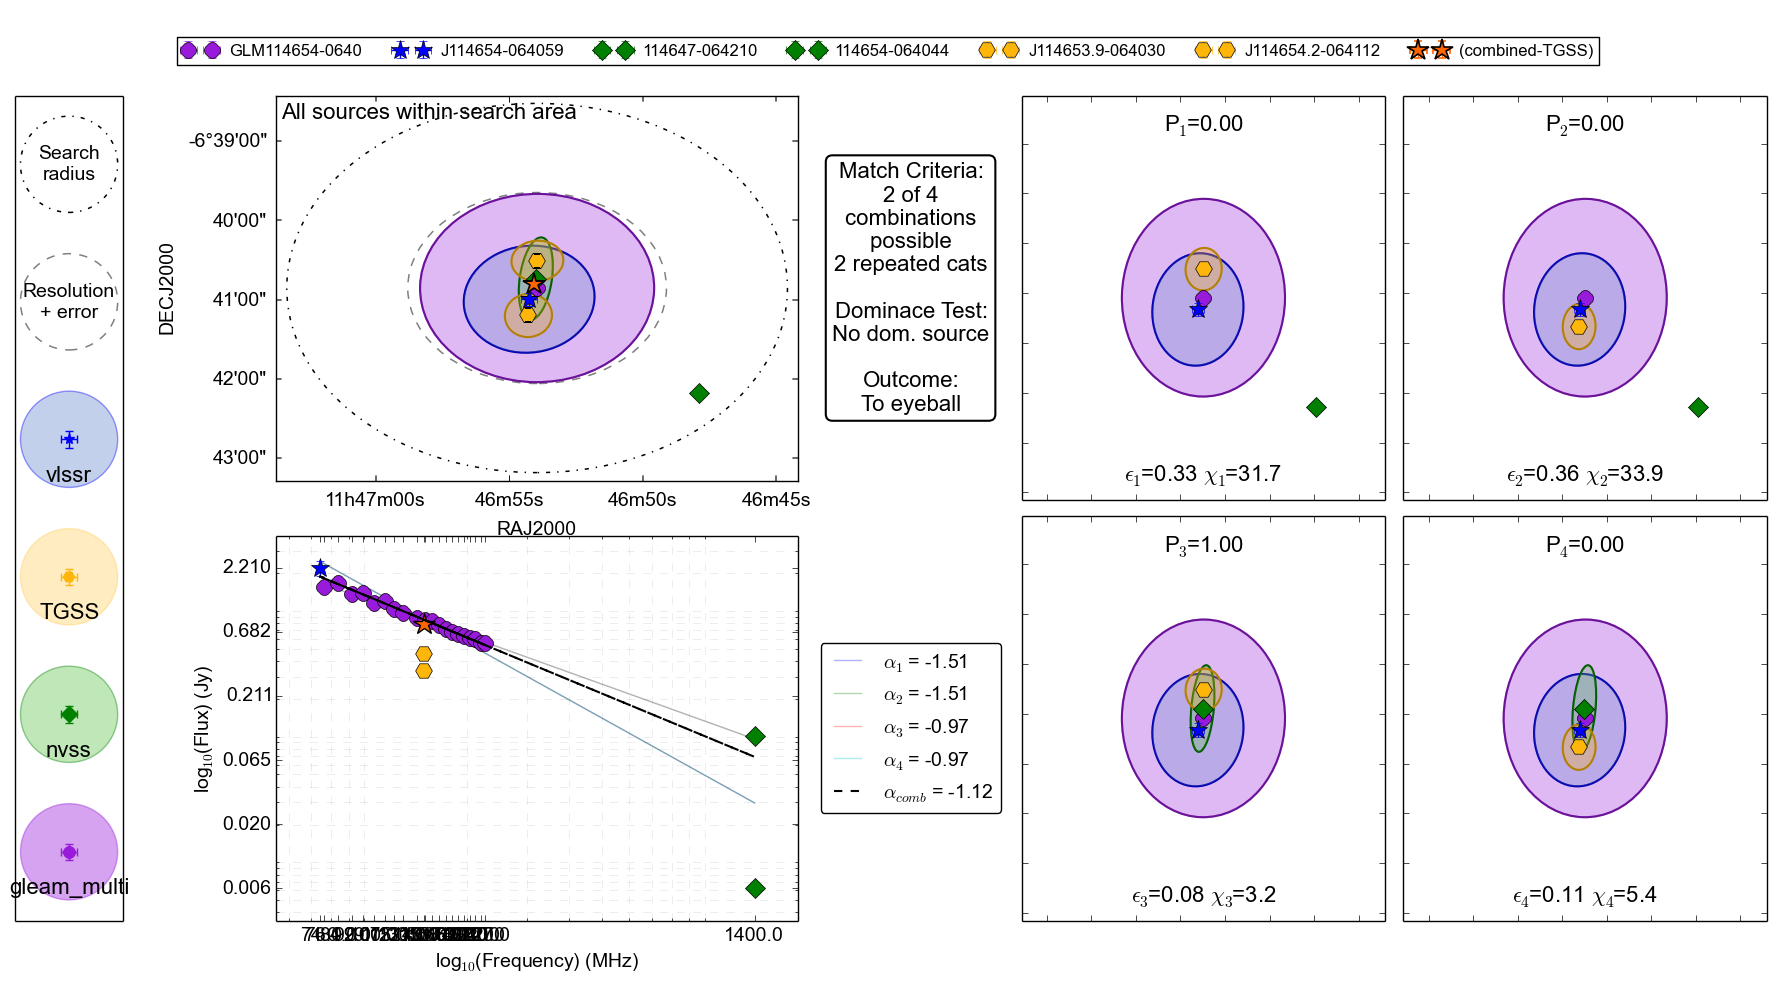 GLM114654-0640 J114654-064059 114647-064210 114654-064044 J114653.9-064030 J114654.2-064112 (combined-TGSS)
Search
radius
Resolution
+ error
vlssr
TGSS
nvss
gleam_multi
All sources within search area
DECJ2000
-6°39'00"
40'00"
41'00"
42'00"
43'00"
11h47m00s 46m55s 46m50s 46m45s
RAJ2000
Match Criteria:
2 of 4
combinations
possible
2 repeated cats
Dominace Test:
No dom. source
Outcome:
To eyeball
P1=0.00
ϵ1=0.33 χ1=31.7
P2=0.00
ϵ2=0.36 χ2=33.9
log10(Flux) (Jy)
2.210
0.682
0.211
0.065
0.020
0.006
1400.0
log10(Frequency) (MHz)
α1 = -1.51
α2 = -1.51
α3 = -0.97
α4 = -0.97
αcomb = -1.12
P3=1.00
ϵ3=0.08 χ3=3.2
P4=0.00
ϵ4=0.11 χ4=5.4